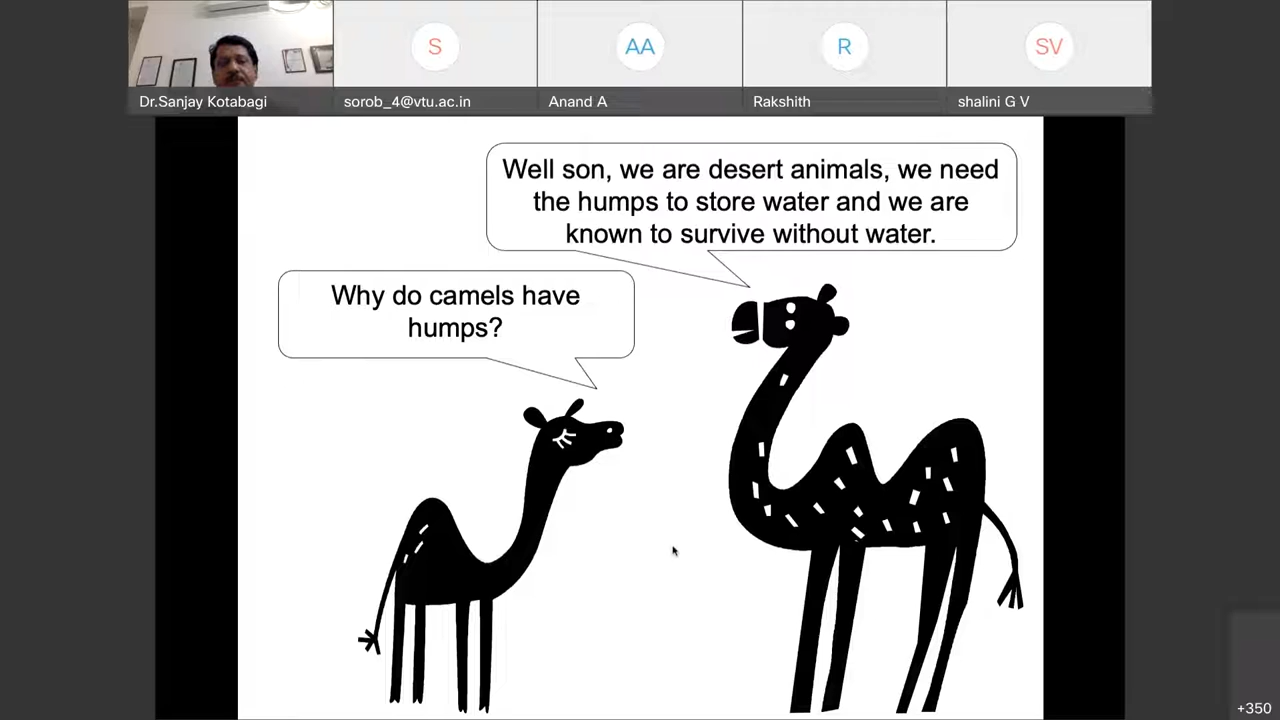 S
AA
R
SV
Dr.Sanjay Kotabagi
sorob_4@vtu.ac.in
Anand A
Rakshith
shalini G V
Well son, we are desert animals, we need
the humps to store water and we are
known to survive without water.
Why do camels have
humps?
+350